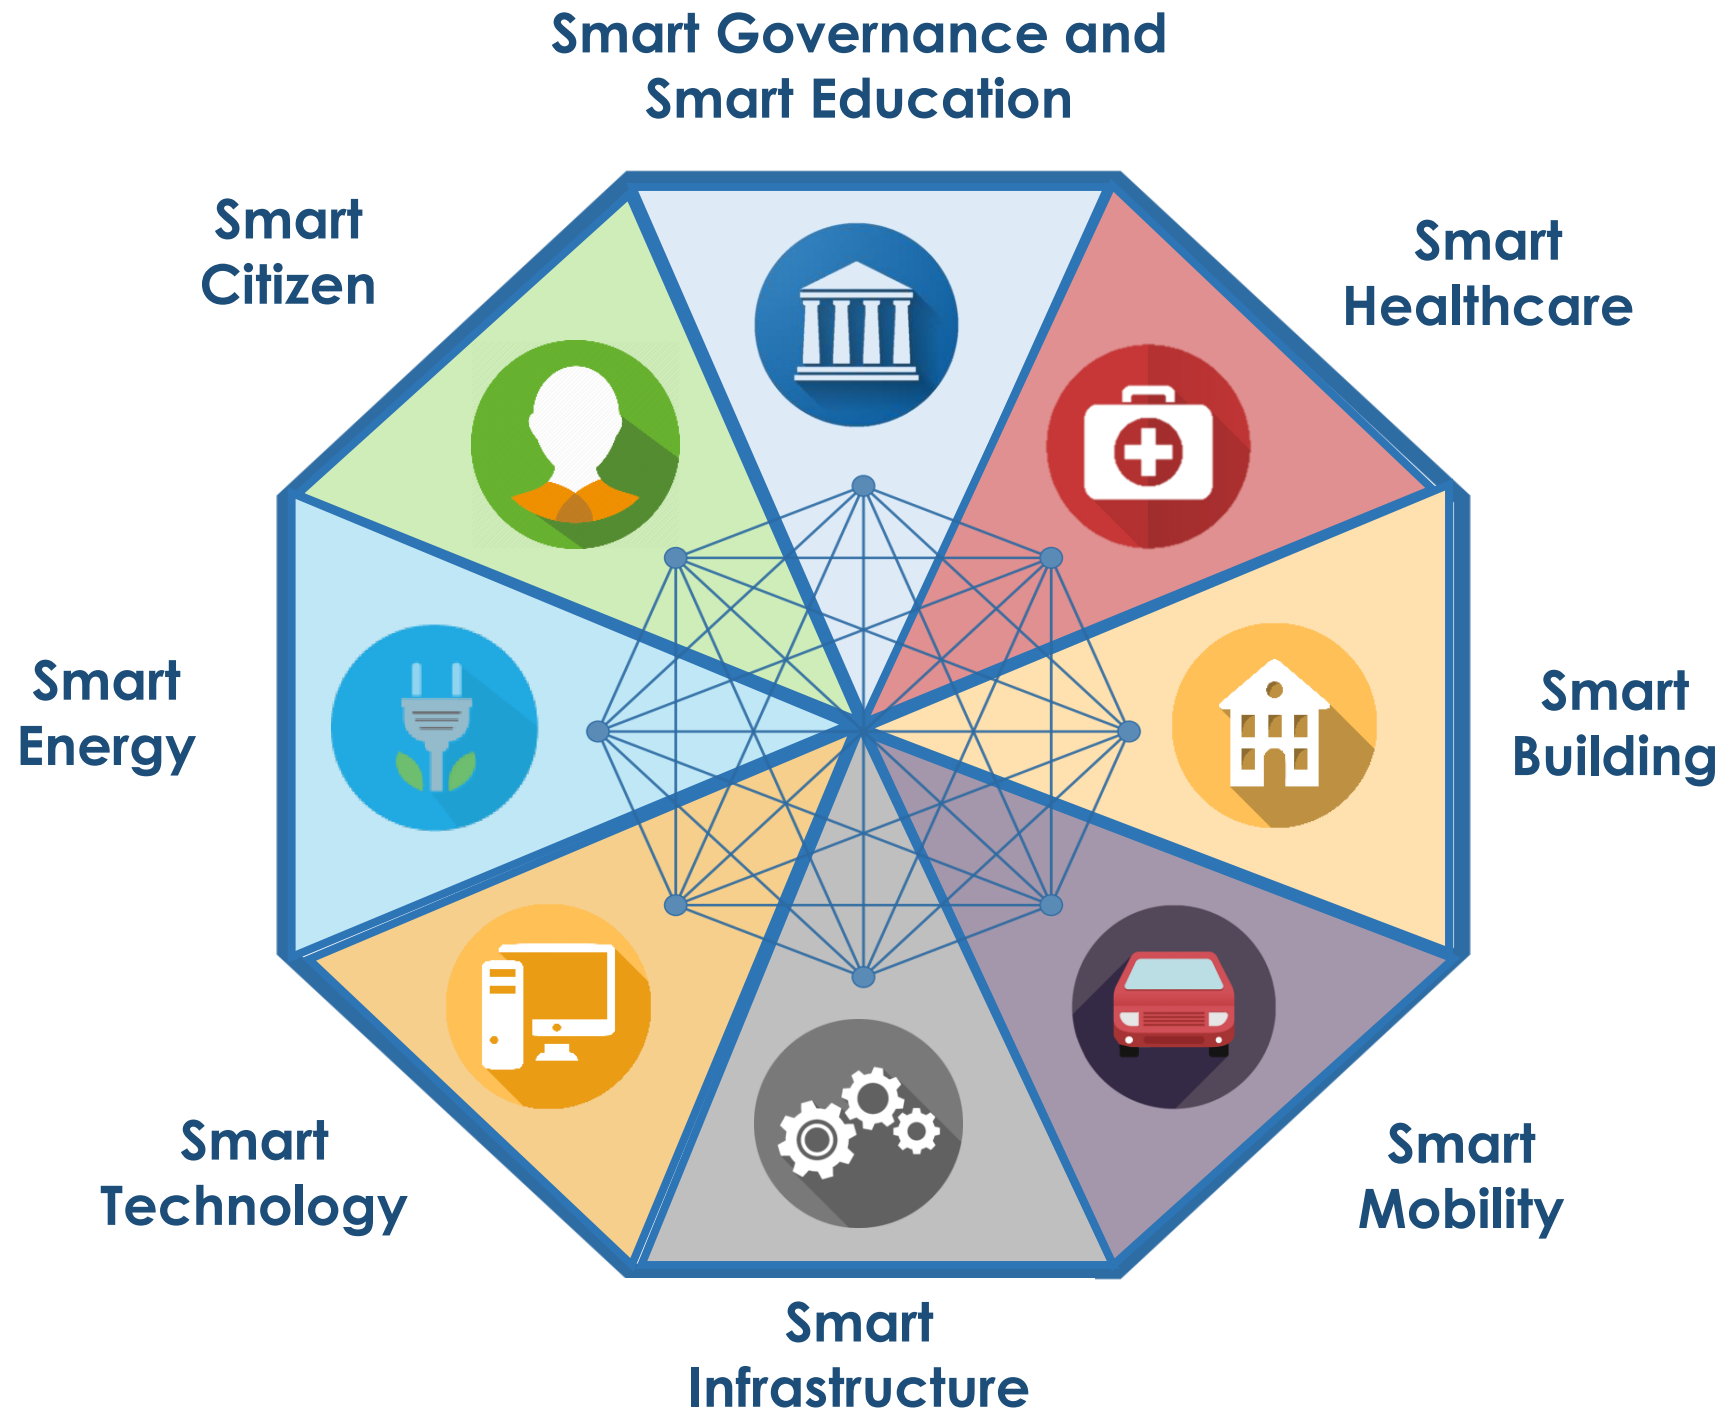 Smart Governance and
Smart Education
Smart
Citizen
Smart
Healthcare
Smart
Energy
Smart
Building
Smart
Technology
Smart
Mobility
Smart
Infrastructure